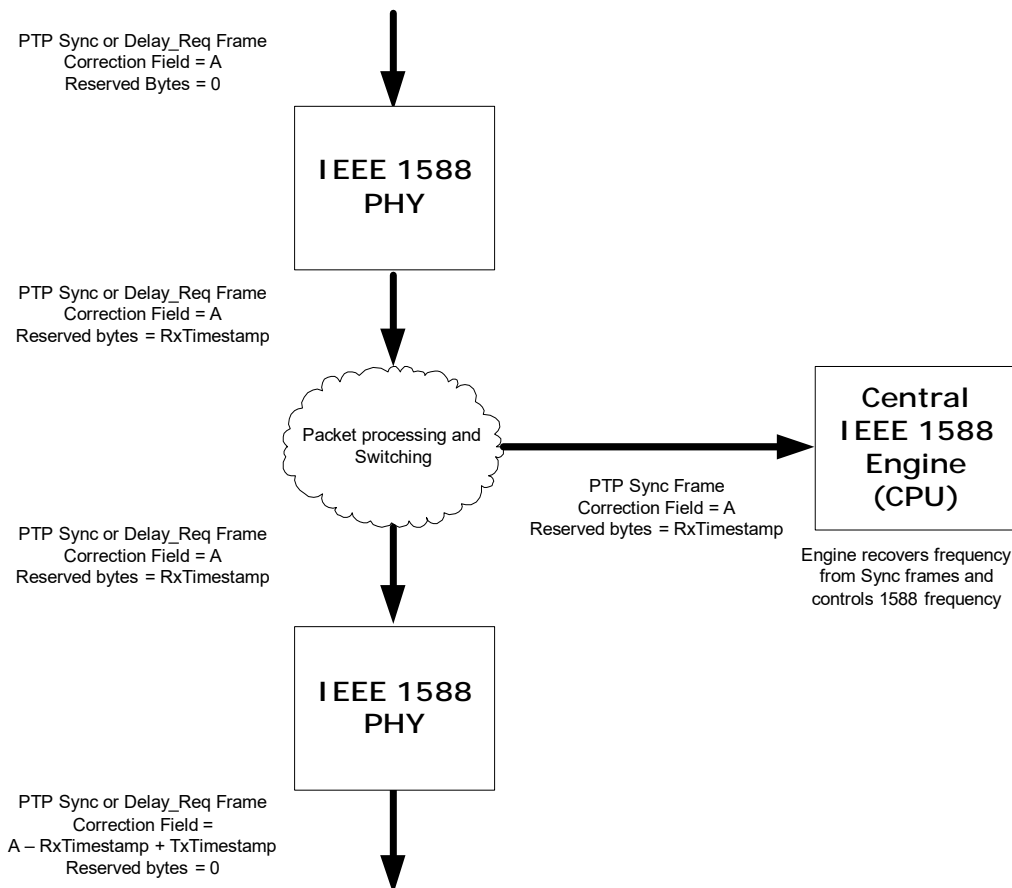 PTP Sync or Delay_Req Frame
Correction Field = A
Reserved Bytes = 0
IEEE 1588
PHY
PTP Sync or Delay_Req Frame
Correction Field = A
Reserved bytes = RxTimestamp
Packet processing and
Switching
Central
IEEE 1588
Engine
(CPU)
PTP Sync Frame
Correction Field = A
Reserved bytes = RxTimestamp
Engine recovers frequency
from Sync frames and
controls 1588 frequency
PTP Sync or Delay_Req Frame
Correction Field = A
Reserved bytes = RxTimestamp
IEEE 1588
PHY
PTP Sync or Delay_Req Frame
Correction Field =
A – RxTimestamp + TxTimestamp
Reserved bytes = 0